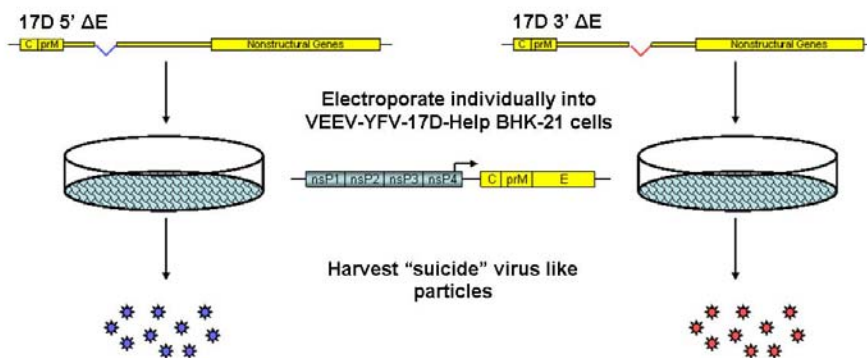 17D 5' ΔE
17D 3' ΔE
C prM Nonstructural Genes
C prM Nonstructural Genes
Electroporate individually into
VEEV-YFV-17D-Help BHK-21 cells
nsP1 nsP2 nsP3 nsP4 C prM E
Harvest “suicide” virus like
particles